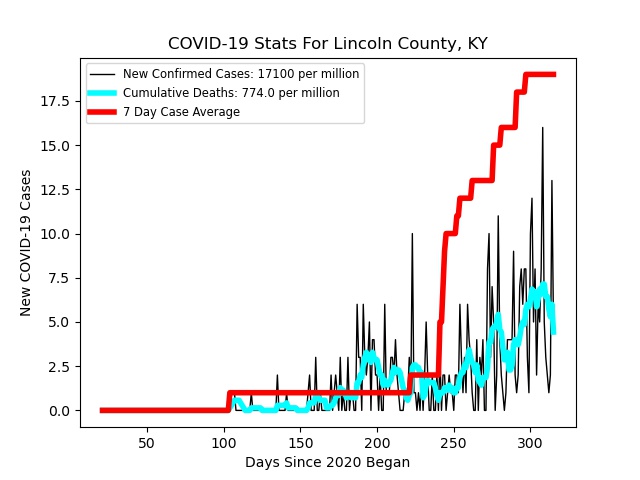 COVID-19 Stats For Lincoln County, KY
New Confirmed Cases: 17100 per million
Cumulative Deaths: 774.0 per million
7 Day Case Average
New COVID-19 Cases
17.5
15.0
12.5
10.0
7.5
5.0
2.5
0.0
50 100 150 200 250 300
Days Since 2020 Began